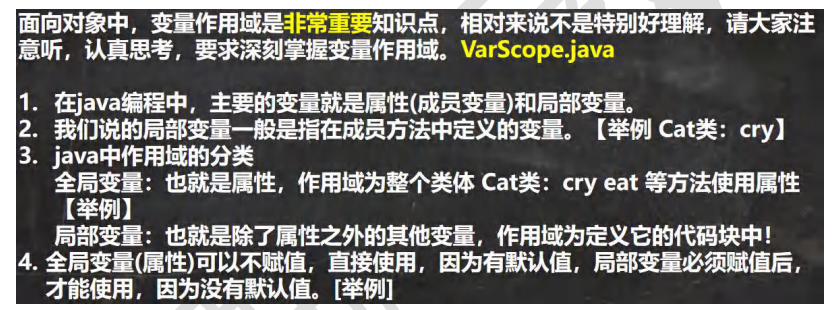 面向对象中，变量作用域是非常重要知识点，相对来说不是特别好理解，请大家注
意听，认真思考，要求深刻掌握变量作用域。VarScope.java
1. 在java编程中，主要的变量就是属性(成员变量)和局部变量。
2. 我们说的局部变量一般是指在成员方法中定义的变量。【举例 Cat类：cry】
3. java中作用域的分类
全局变量：也就是属性，作用域为整个类体 Cat类：cry eat 等方法使用属性
【举例】
局部变量：也就是除了属性之外的其他变量，作用域为定义它的代码块中！
4. 全局变量(属性)可以不赋值，直接使用，因为有默认值，局部变量必须赋值后，
才能使用，因为没有默认值。[举例]